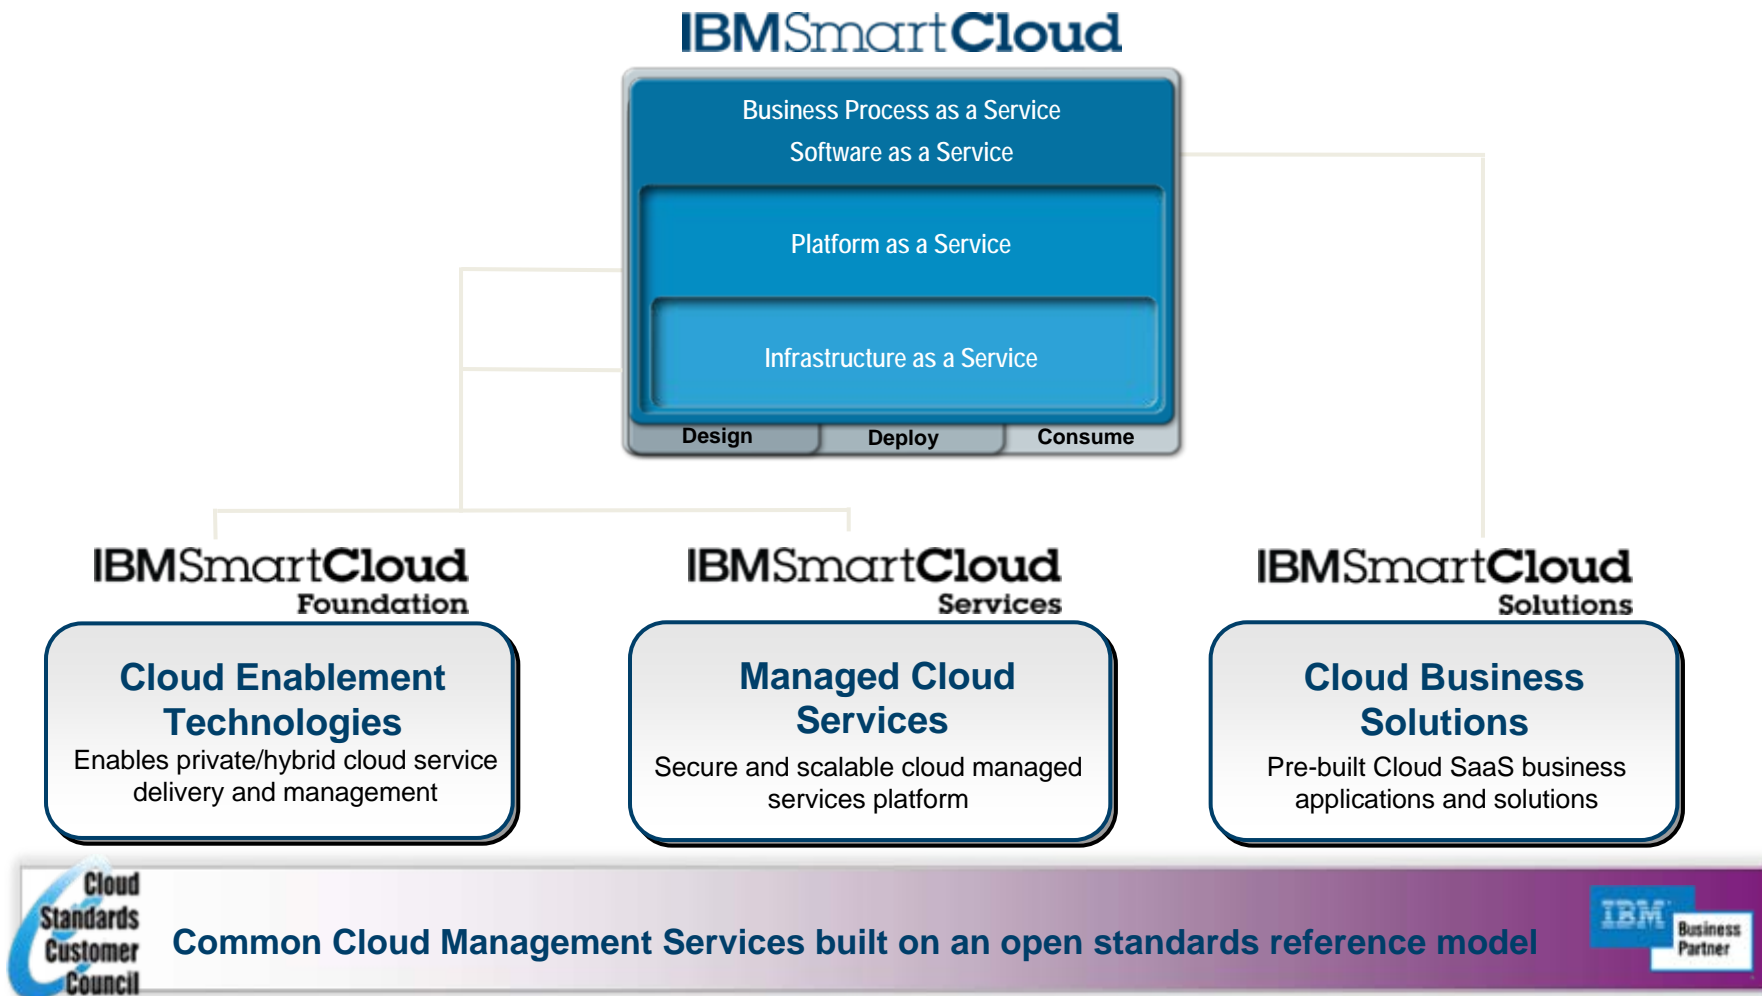 IBMSmartCloud
Business Process as a Service
Software as a Service
Platform as a Service
Infrastructure as a Service
Design Deploy Consume
IBMSmartCloud
Foundation
Cloud Enablement
Technologies
Enables private/hybrid cloud service
delivery and management
IBMSmartCloud
Services
Managed Cloud
Services
Secure and scalable cloud managed
services platform
IBMSmartCloud
Solutions
Cloud Business
Solutions
Pre-built Cloud SaaS business
applications and solutions
Cloud
Standards
Customer
Council
Common Cloud Management Services built on an open standards reference model
IBM
Business
Partner